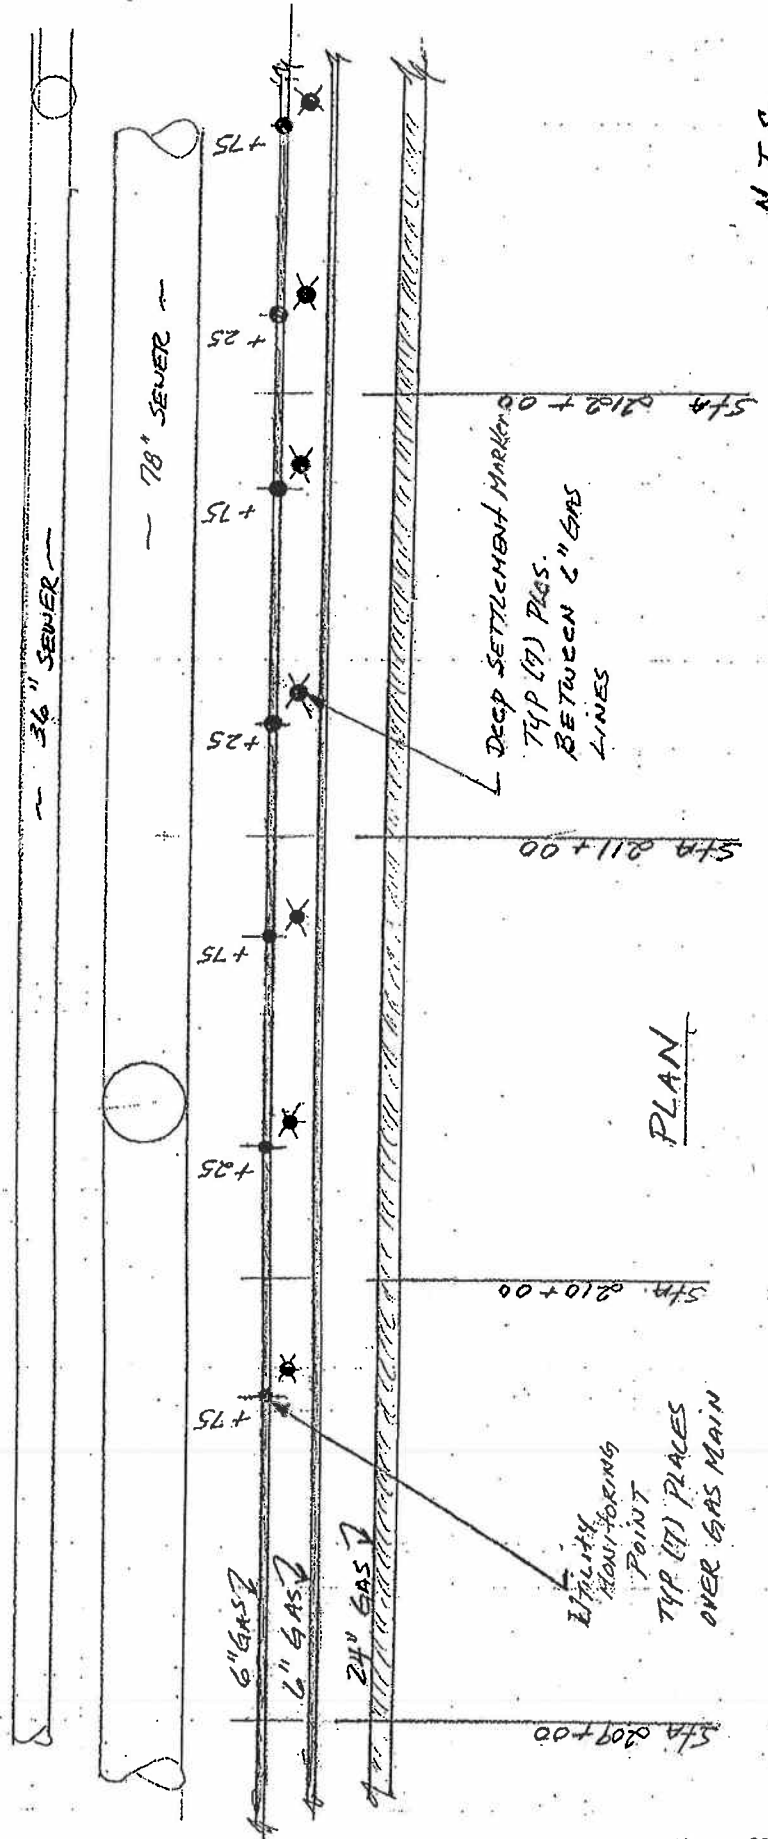 ~ 36" SEWER ~
~ 78" SEWER ~
+75
+25
+75
+25
+75
+25
+75
6" GAS
6" GAS
24" GAS
DEEP SETTLEMENT MARKER
TYP (7) PLCS.
BETWEEN 6" GAS
LINES
UTILITY
MONITORING
POINT
TYP (7) PLACES
OVER GAS MAIN
StA 209+00
StA. 210+00
StA 211+00
StA 212+00
PLAN
N.T.S.